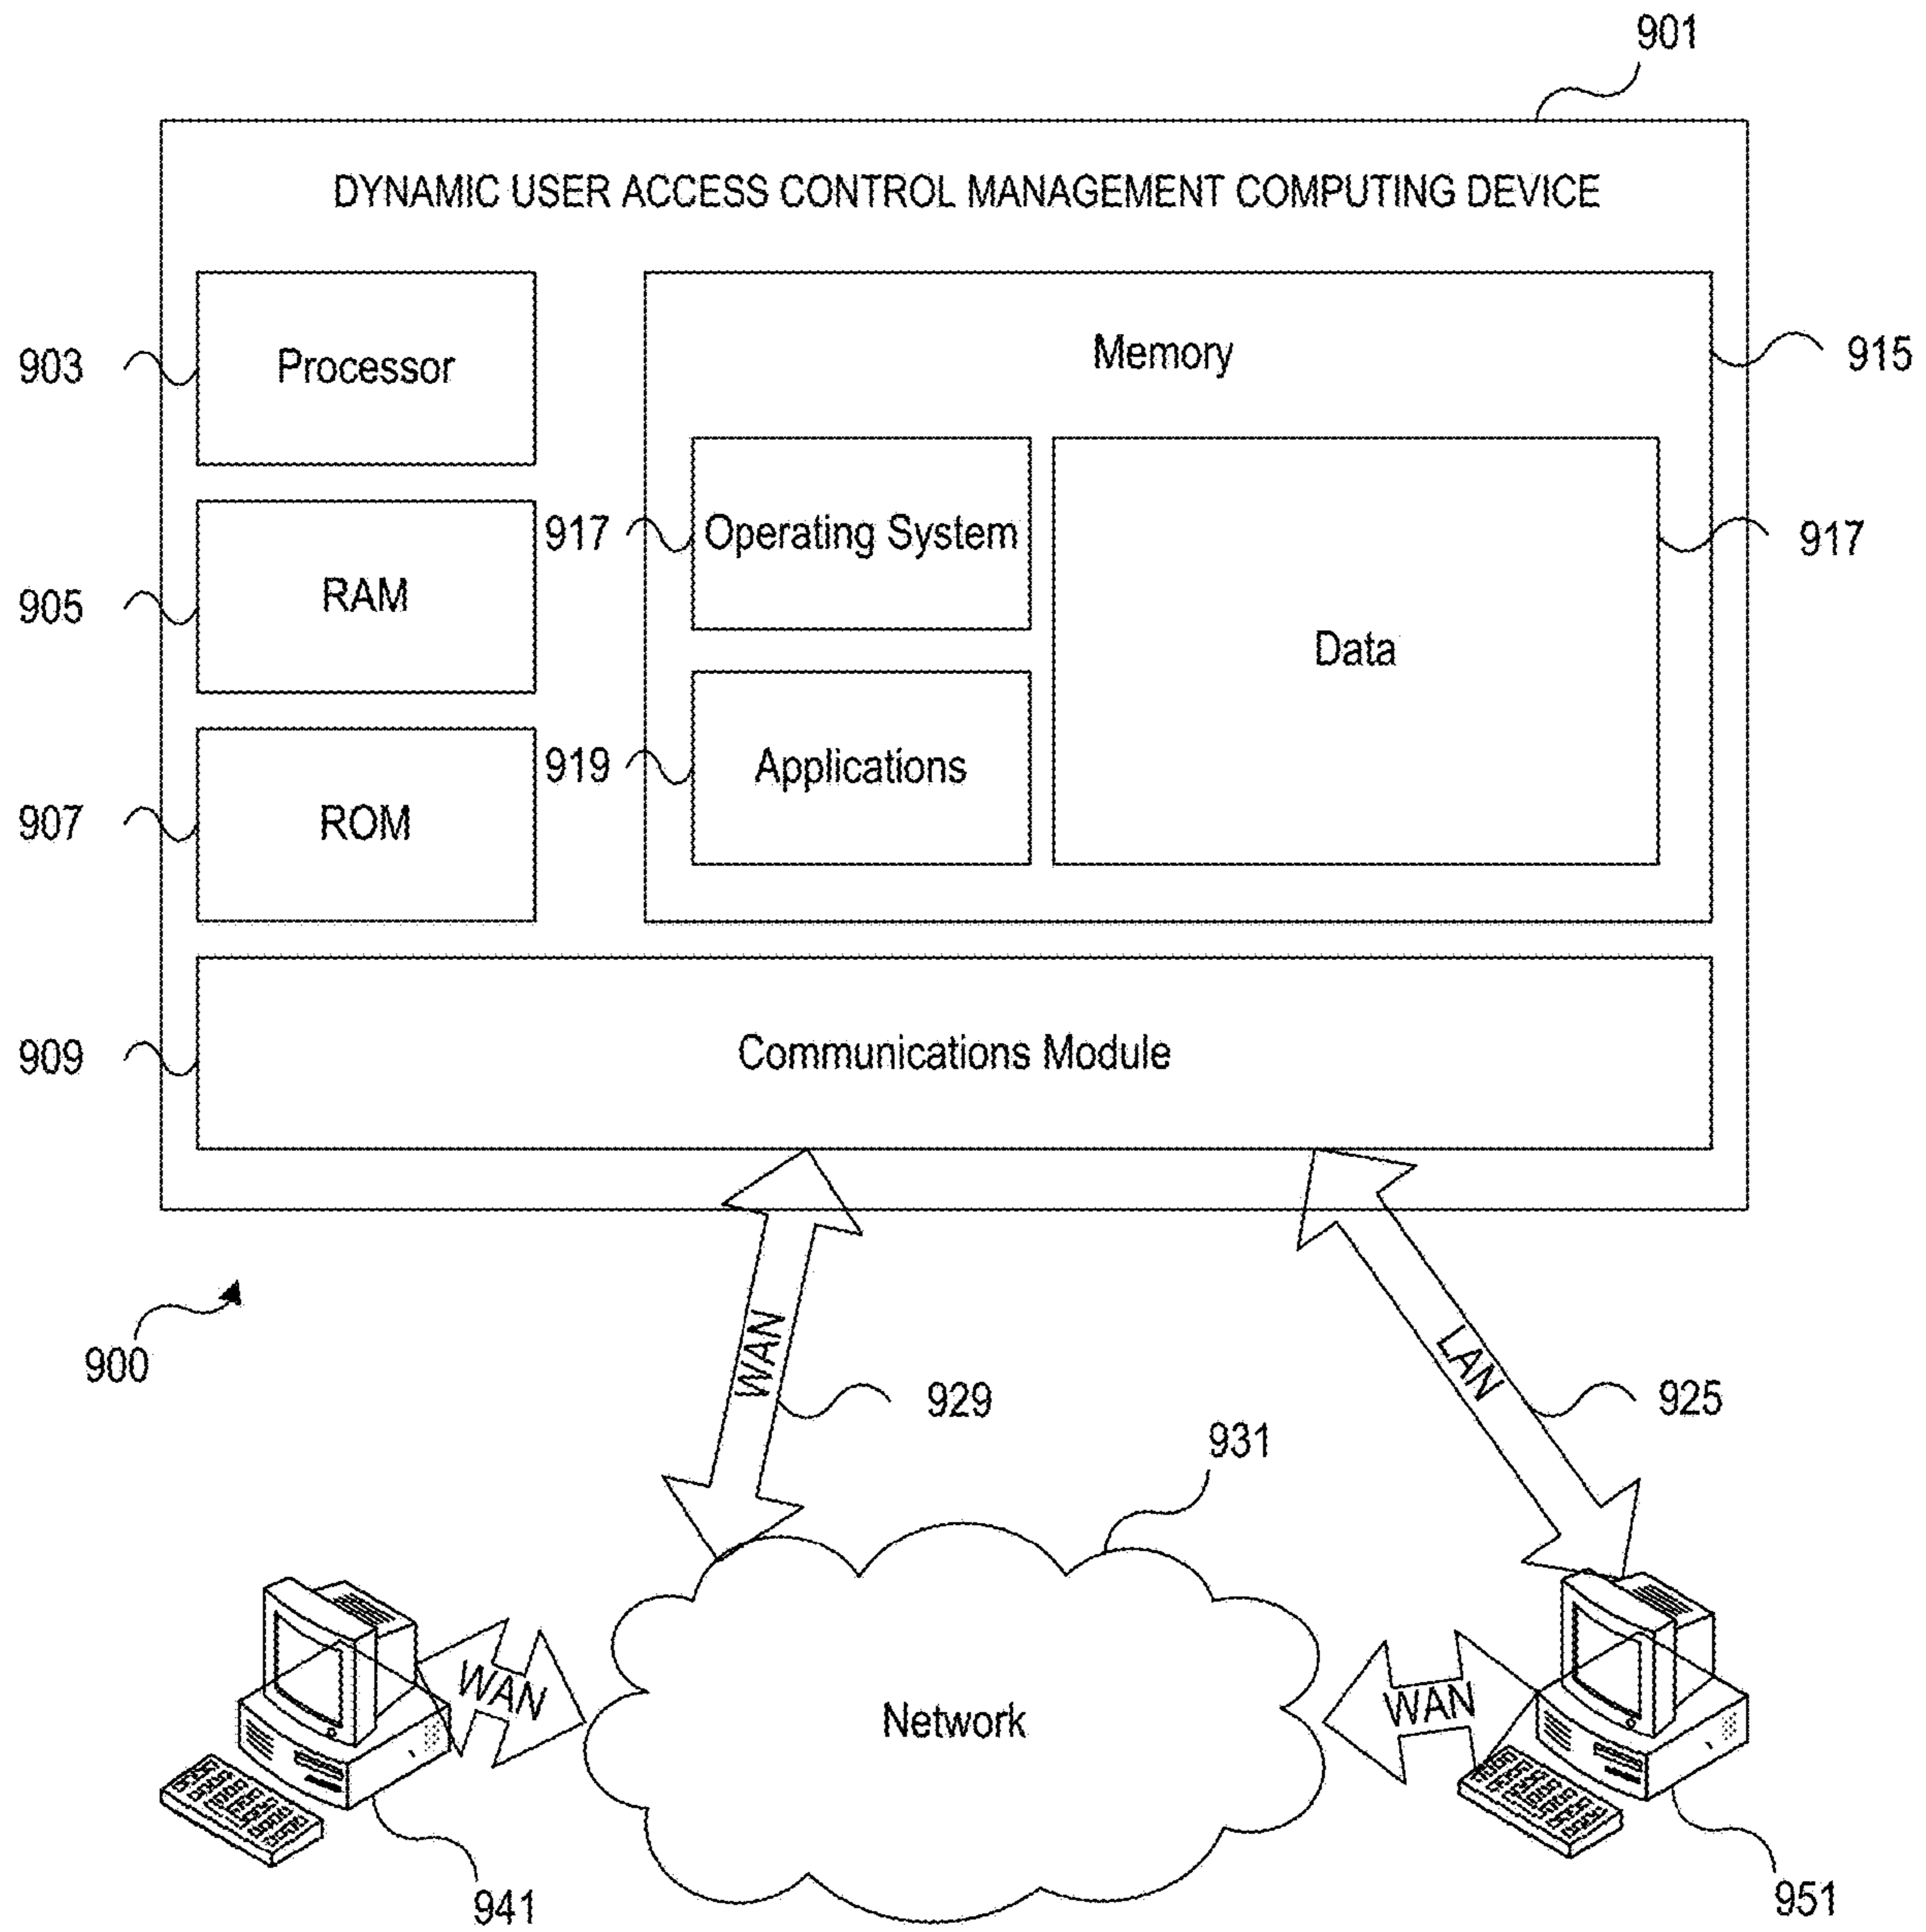 901
DYNAMIC USER ACCESS CONTROL MANAGEMENT COMPUTING DEVICE
903
Processor
Memory
915
917
Operating System
917
905
RAM
Data
919
Applications
907
ROM
909
Communications Module
900
WAN
929
LAN
925
931
WAN
Network
WAN
941
951